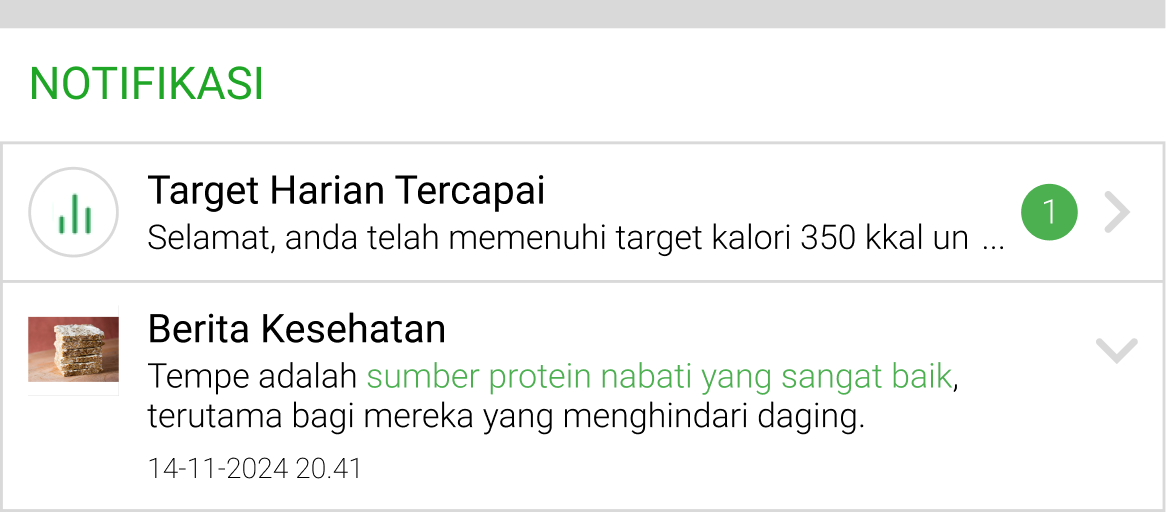 NOTIFIKASI
Target Harian Tercapai
Selamat, anda telah memenuhi target kalori 350 kkal un ...
1
Berita Kesehatan
Tempe adalah sumber protein nabati yang sangat baik,
terutama bagi mereka yang menghindari daging.
14-11-2024 20.41